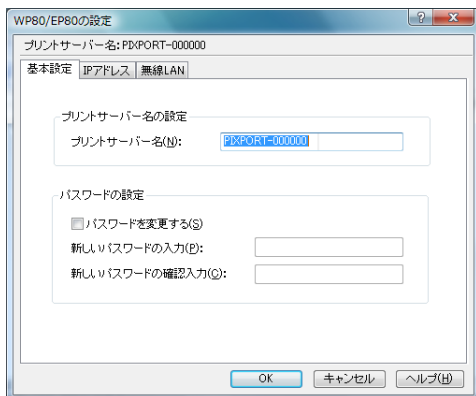 WP80/EP80の設定
プリントサーバー名:PIXPORT-000000
基本設定 IPアドレス 無線LAN
プリントサーバー名の設定
プリントサーバー名(N): PIXPORT-000000
パスワードの設定
パスワードを変更する(S)
新しいパスワードの入力(P):
新しいパスワードの確認入力(C):
OK キャンセル ヘルプ(H)